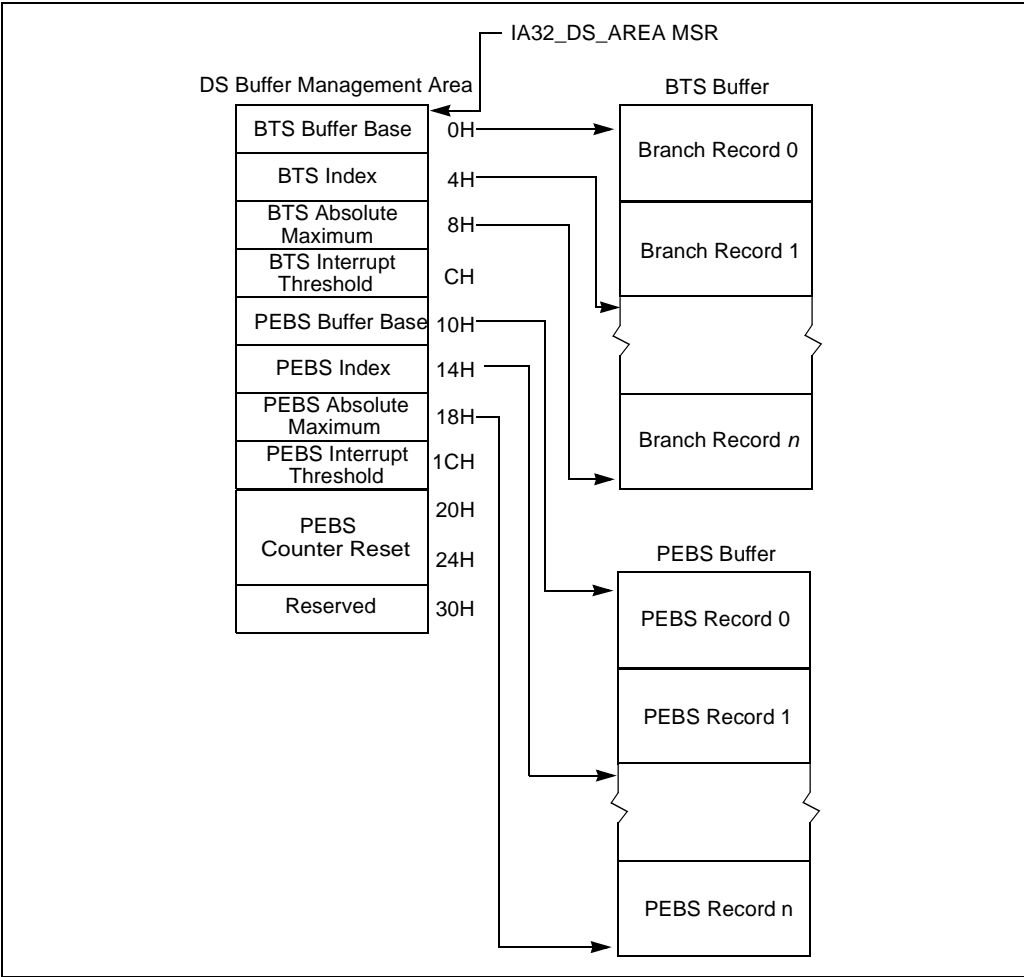 IA32_DS_AREA MSR
DS Buffer Management Area
BTS Buffer Base
0H
BTS Index
4H
BTS Absolute
Maximum
8H
BTS Interrupt
Threshold
CH
PEBS Buffer Base
10H
PEBS Index
14H
PEBS Absolute
Maximum
18H
PEBS Interrupt
Threshold
1CH
20H
PEBS
Counter Reset
24H
Reserved
30H
BTS Buffer
Branch Record 0
Branch Record 1
Branch Record n
PEBS Buffer
PEBS Record 0
PEBS Record 1
PEBS Record n